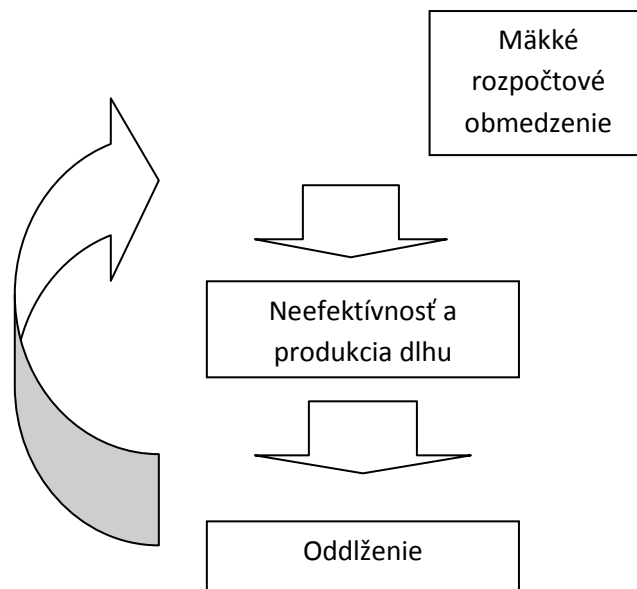 Mäkké
rozpočtové
obmedzenie
Neefektívnosť a
produkcia dlhu
Oddlženie